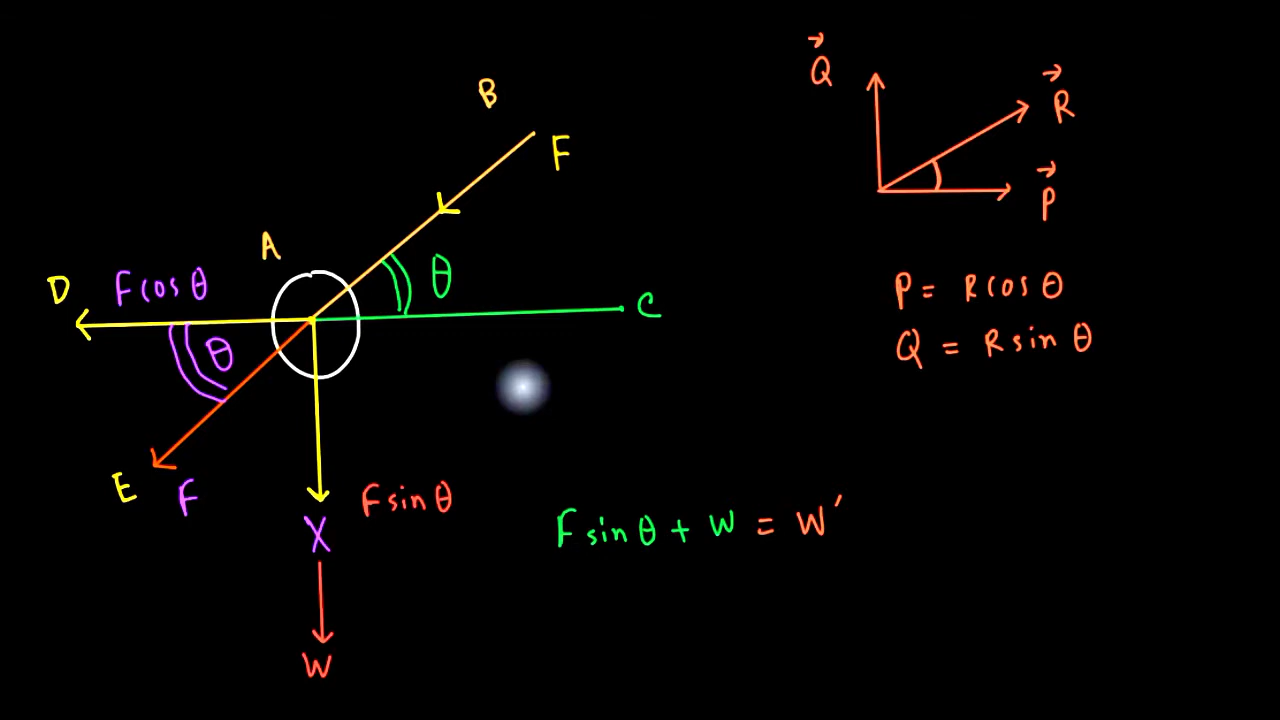 B
F
A
D
F cos θ
θ
θ
C
E
F
X
F sin θ
W
F sin θ + W = W′
Q⃗
R⃗
P⃗
P = R cos θ
Q = R sin θ